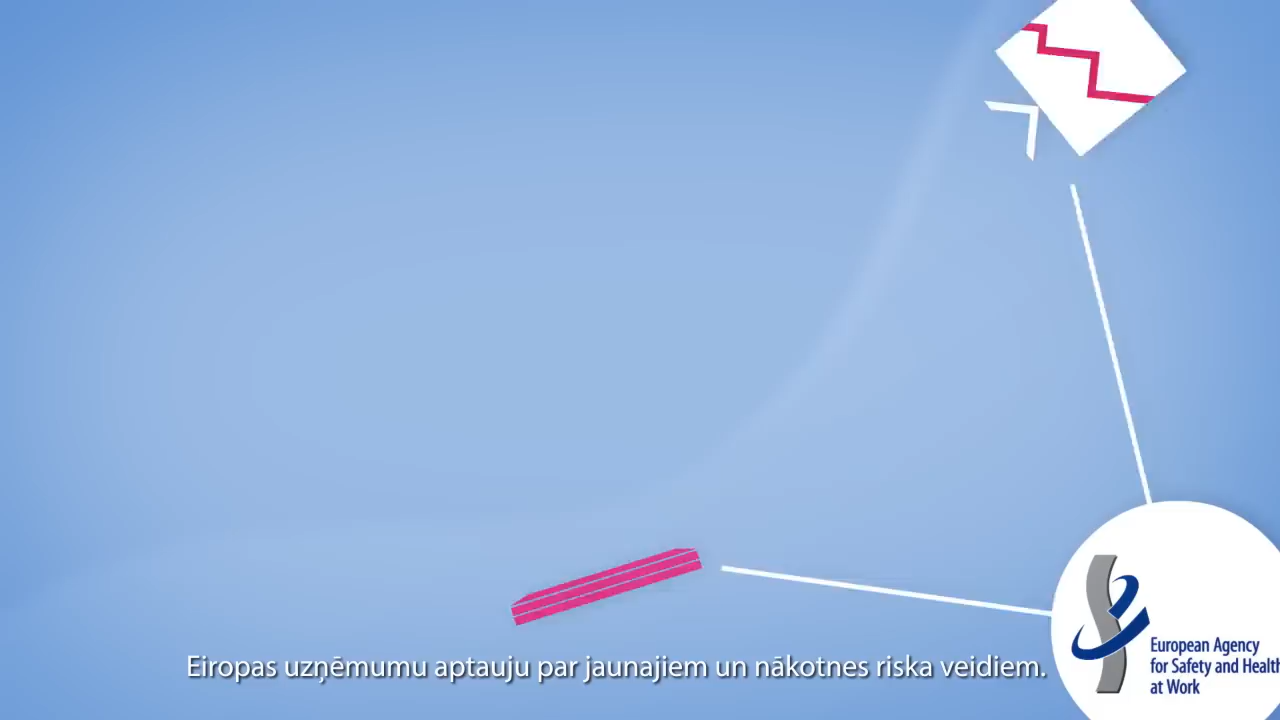 Eiropas uzņēmumu aptauju par jaunajiem un nākotnes riska veidiem.
European Agency
for Safety and Health
at Work